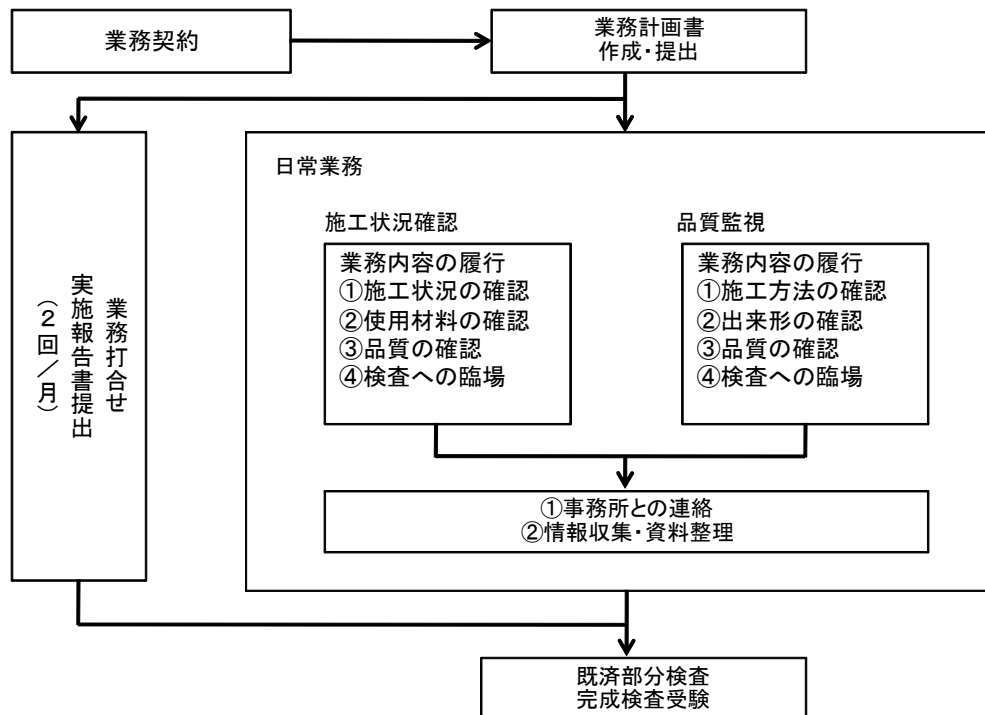 業務契約
業務計画書
作成・提出
業務打合せ
実施報告書提出
(2回/月)
日常業務
施工状況確認
業務内容の履行
①施工状況の確認
②使用材料の確認
③品質の確認
④検査への臨場
品質監視
業務内容の履行
①施工方法の確認
②出来形の確認
③品質の確認
④検査への臨場
①事務所との連絡
②情報収集・資料整理
既済部分検査
完成検査受験